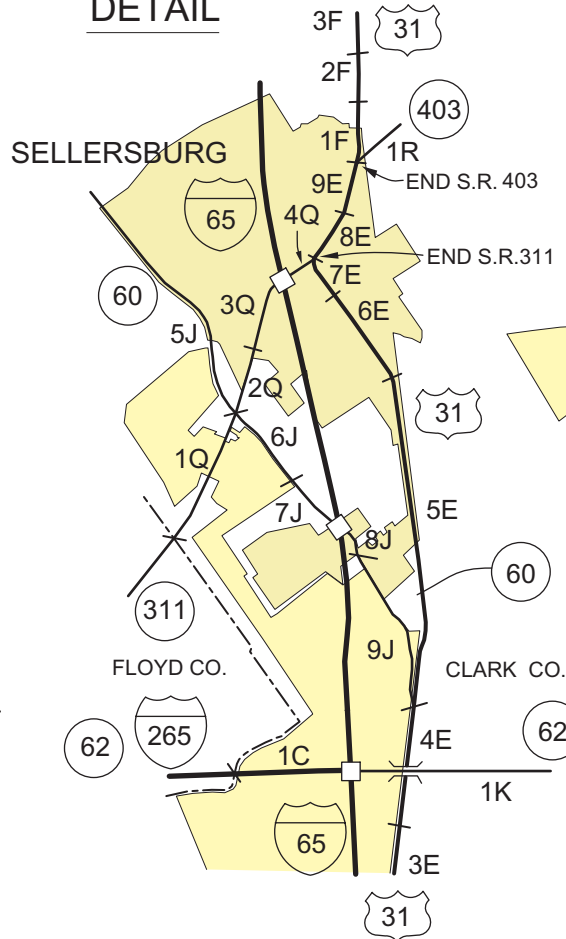 DETAIL
3F
31
2F
403
1F
1R
SELLERSBURG
9E
END S.R. 403
65
4Q
8E
END S.R.311
7E
60
3Q
6E
5J
2Q
31
6J
1Q
7J
5E
8J
60
311
9J
FLOYD CO.
CLARK CO.
62
265
4E
62
1C
1K
65
3E
31